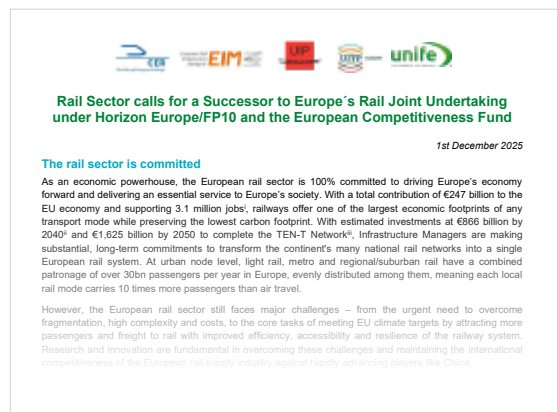 CER
EIM
UIP
UITP
unife
Rail Sector calls for a Successor to Europe´s Rail Joint Undertaking
under Horizon Europe/FP10 and the European Competitiveness Fund
1st December 2025
The rail sector is committed
As an economic powerhouse, the European rail sector is 100% committed to driving Europe's economy
forward and delivering an essential service to Europe's society. With a total contribution of €247 billion to the
EU economy and supporting 3.1 million jobsⁱ, railways offer one of the largest economic footprints of any
transport mode while preserving the lowest carbon footprint. With estimated investments at €866 billion by
2040ⁱⁱ and €1,625 billion by 2050 to complete the TEN-T Networkⁱⁱⁱ, Infrastructure Managers are making
substantial, long-term commitments to transform the continent's many national rail networks into a single
European rail system. At urban node level, light rail, metro and regional/suburban rail have a combined
patronage of over 30bn passengers per year in Europe, evenly distributed among them, meaning each local
rail mode carries 10 times more passengers than air travel.
However, the European rail sector still faces major challenges – from the urgent need to overcome
fragmentation, high complexity and costs, to the core tasks of meeting EU climate targets by attracting more
passengers and freight to rail with improved efficiency, accessibility and resilience of the railway system.
Research and innovation are fundamental in overcoming these challenges and maintaining the international
competitiveness of the European rail supply industry against rapidly advancing players like China.